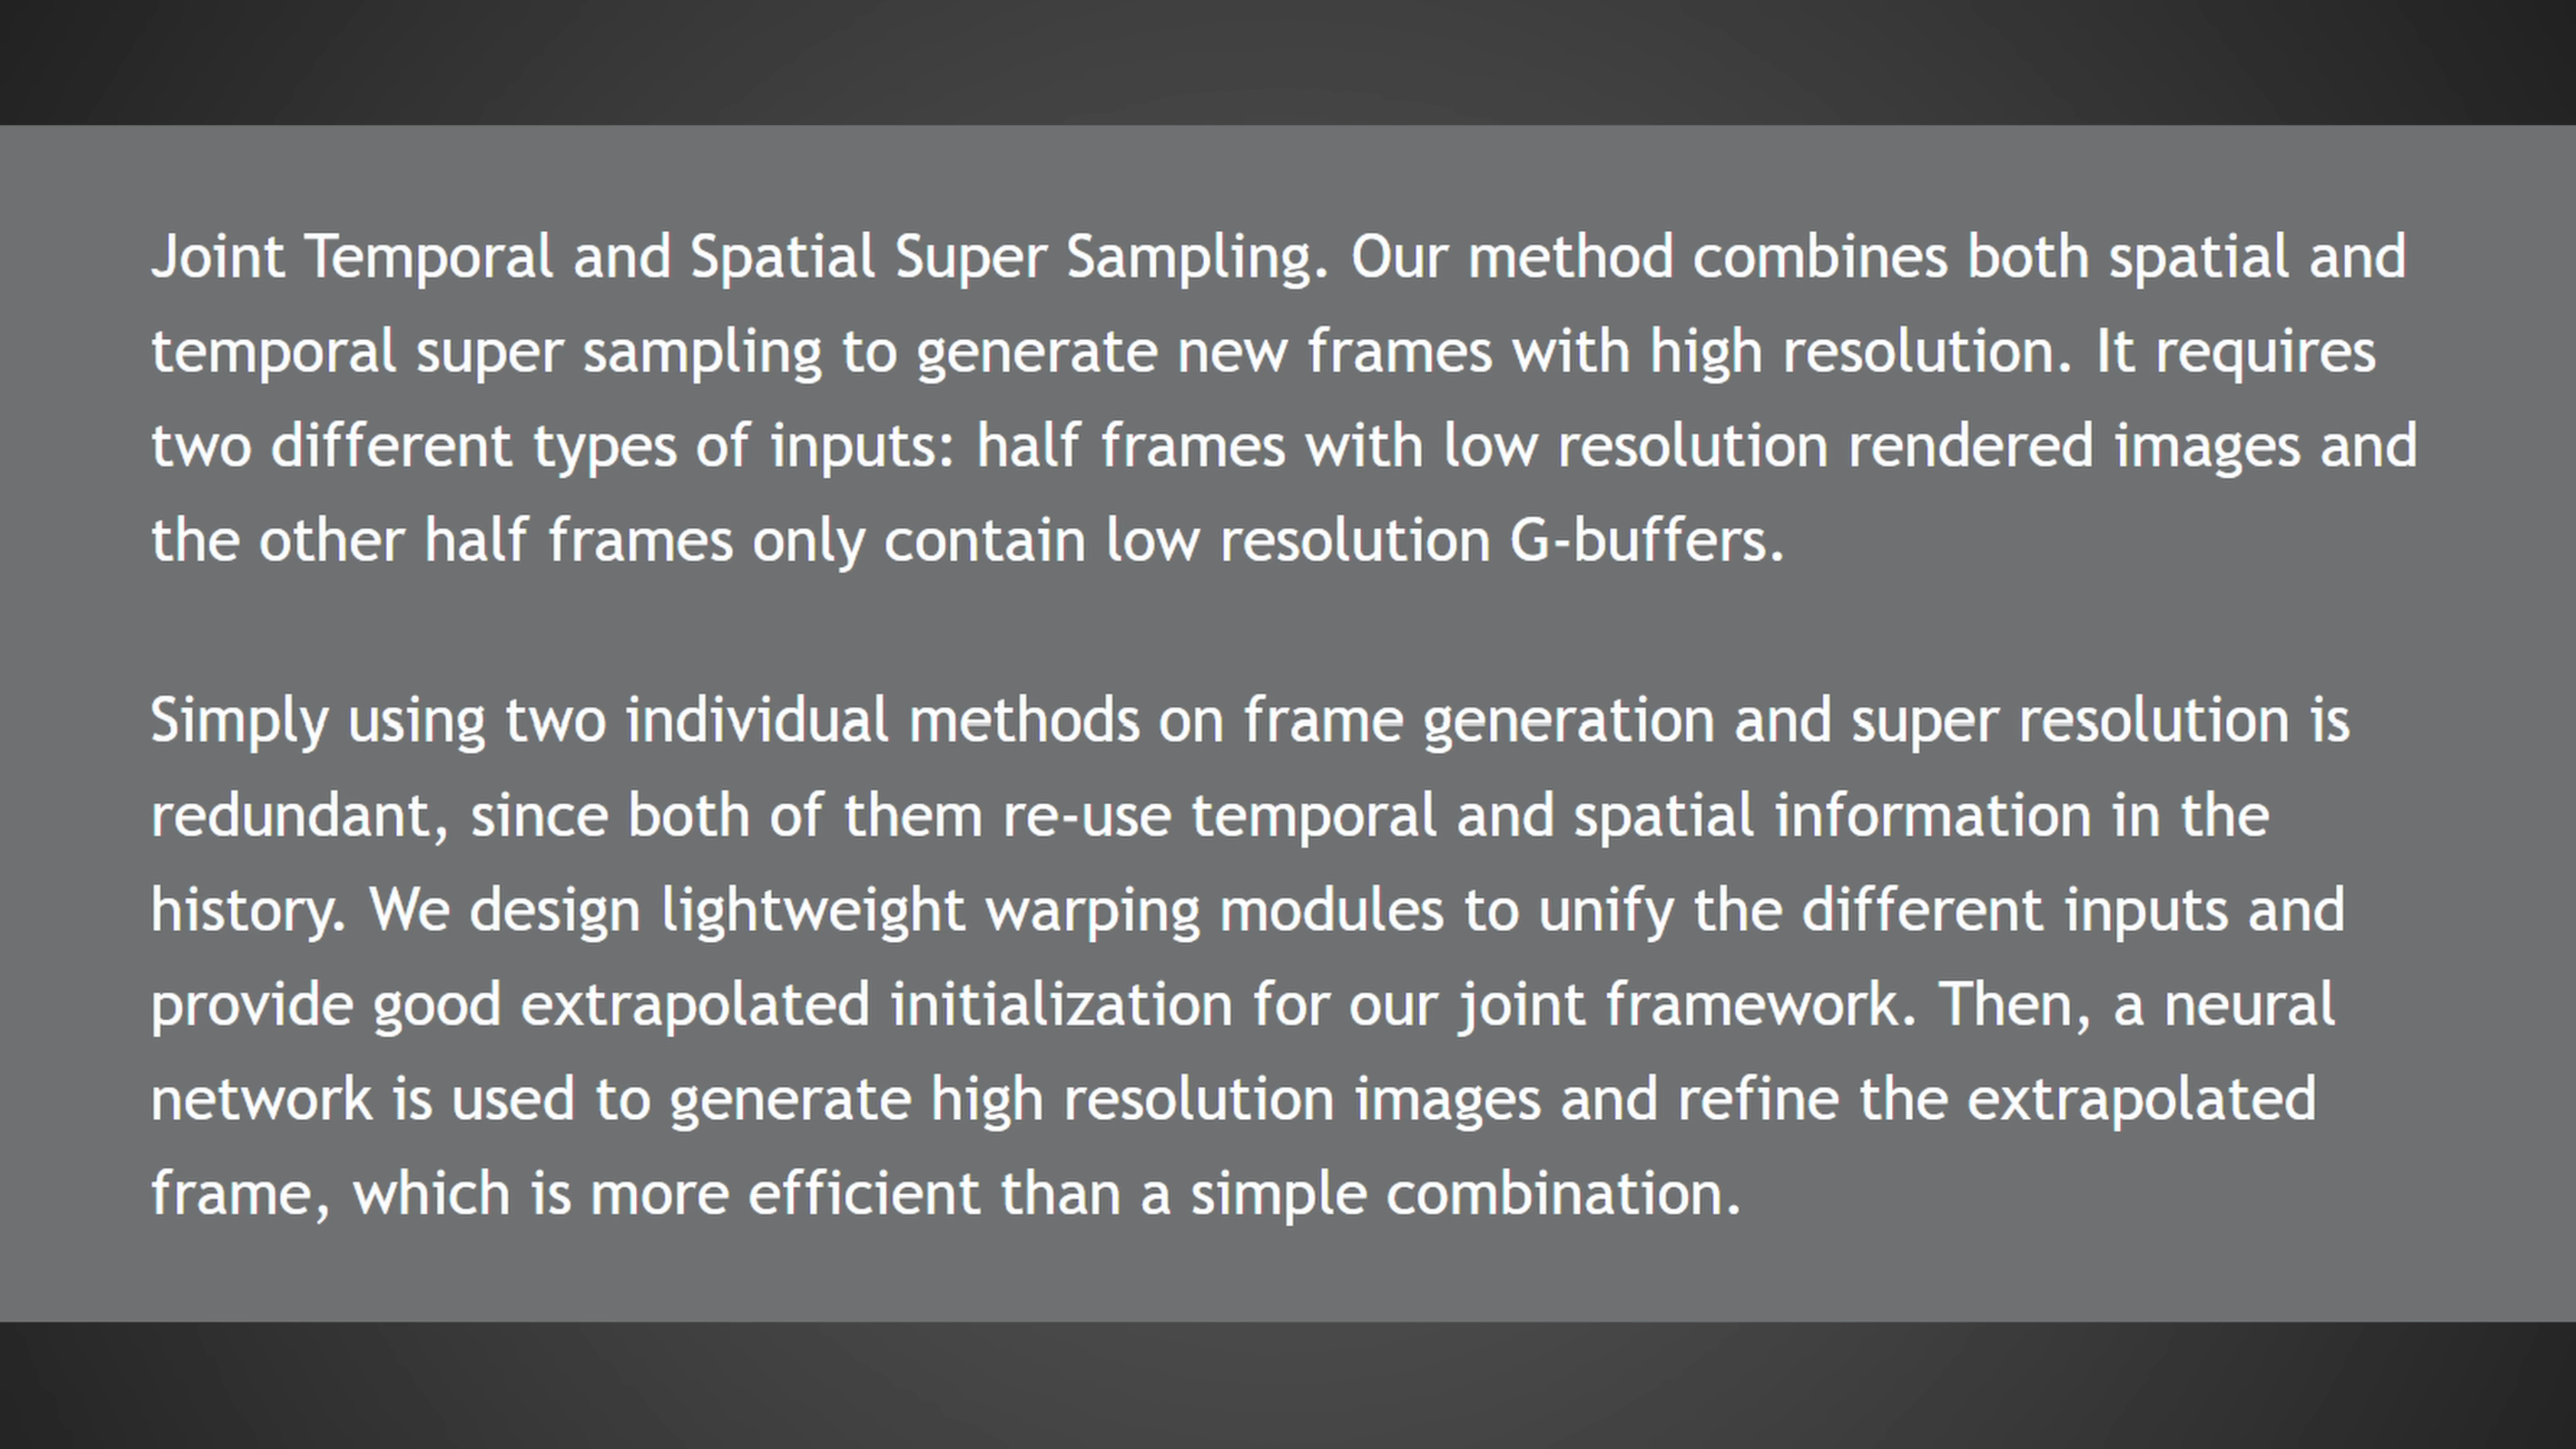 Joint Temporal and Spatial Super Sampling. Our method combines both spatial and
temporal super sampling to generate new frames with high resolution. It requires
two different types of inputs: half frames with low resolution rendered images and
the other half frames only contain low resolution G-buffers.
Simply using two individual methods on frame generation and super resolution is
redundant, since both of them re-use temporal and spatial information in the
history. We design lightweight warping modules to unify the different inputs and
provide good extrapolated initialization for our joint framework. Then, a neural
network is used to generate high resolution images and refine the extrapolated
frame, which is more efficient than a simple combination.